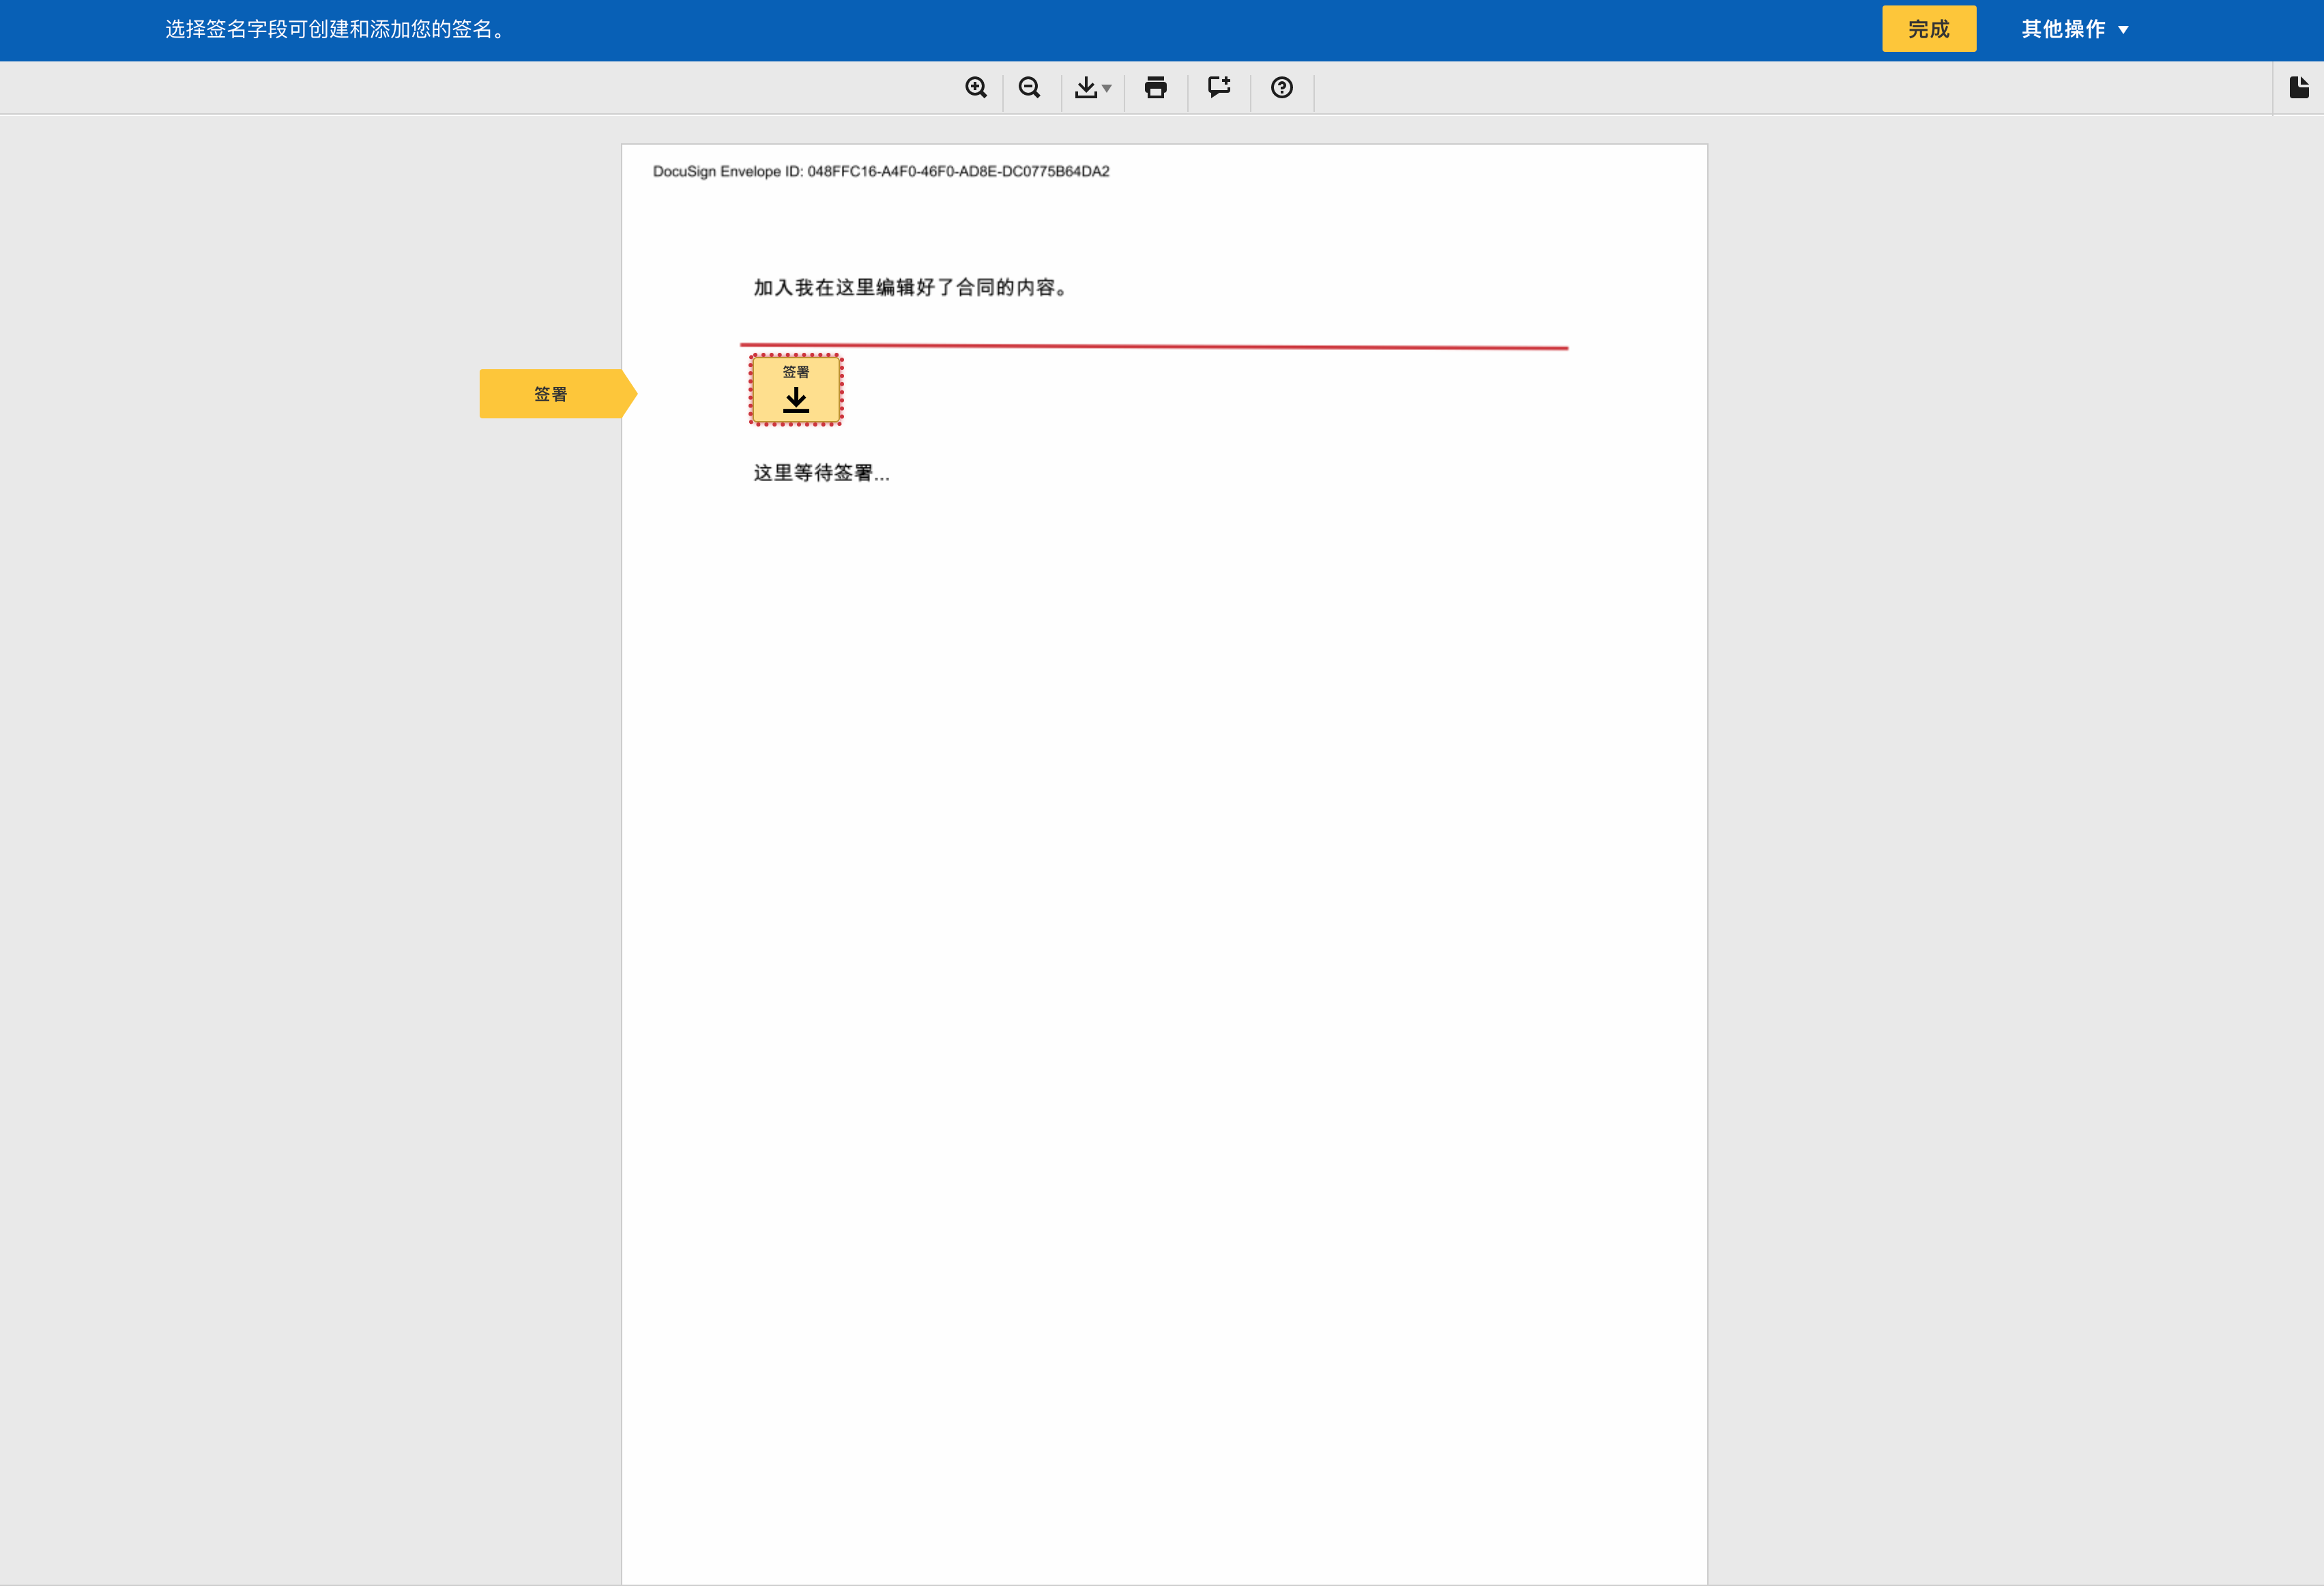 选择签名字段可创建和添加您的签名。
完成
其他操作
DocuSign Envelope ID: 048FFC16-A4F0-46F0-AD8E-DC0775B64DA2
加入我在这里编辑好了合同的内容。
签署
签署
这里等待签署...